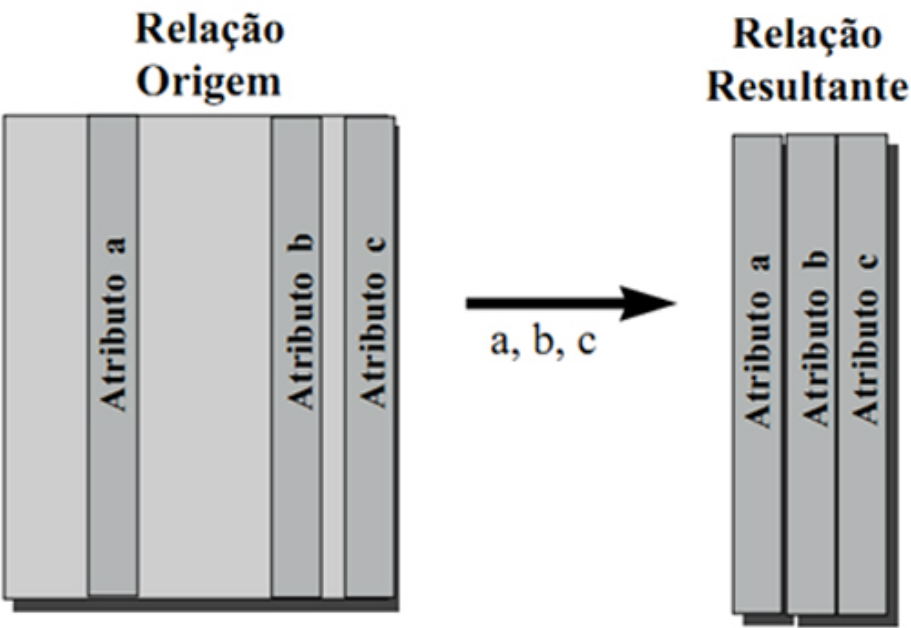 Relação
Origem
Relação
Resultante
Atributo a
Atributo b
Atributo c
a, b, c
Atributo a
Atributo b
Atributo c